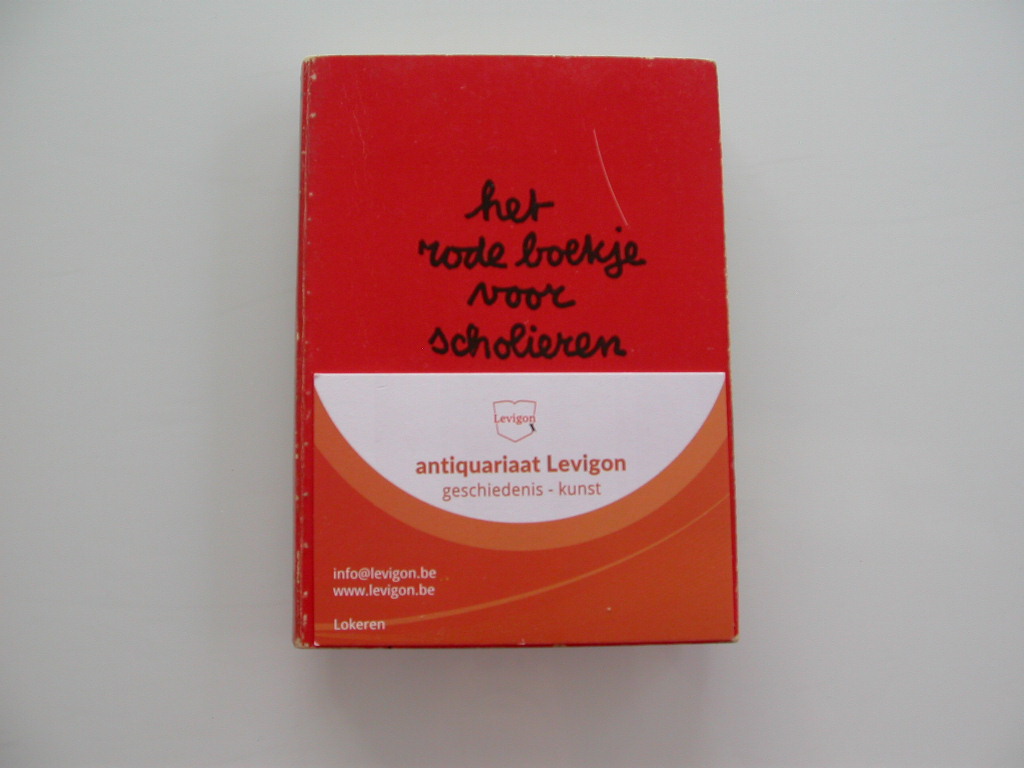 het
rode boekje
voor
scholieren
Levigon
antiquariaat Levigon
geschiedenis - kunst
info@levigon.be
www.levigon.be
Lokeren